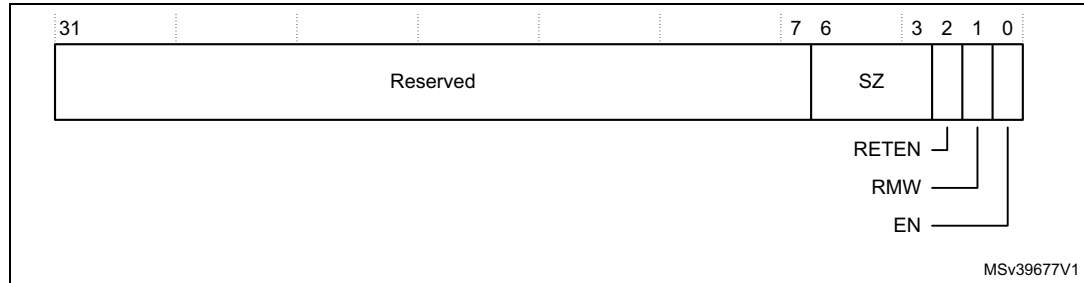 31 7 6 3 2 1 0
Reserved SZ
RETEN
RMW
EN
MSv39677V1